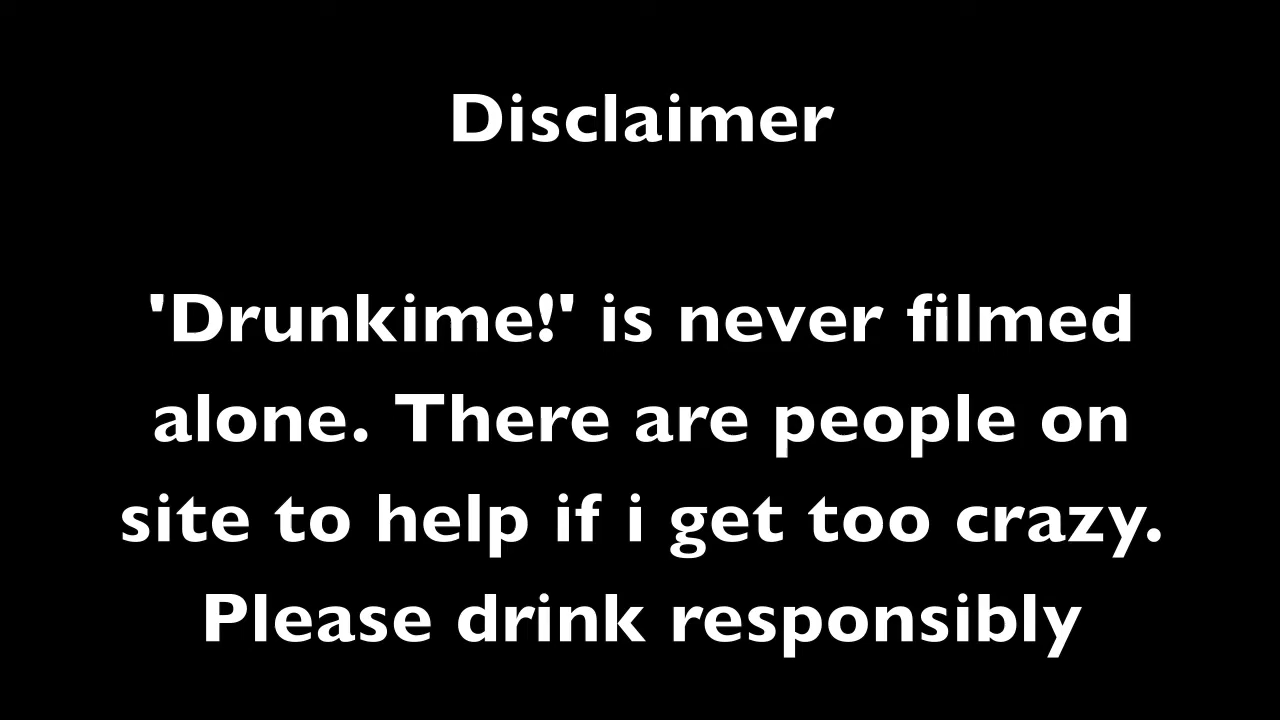 Disclaimer
'Drunkime!' is never filmed
alone. There are people on
site to help if i get too crazy.
Please drink responsibly